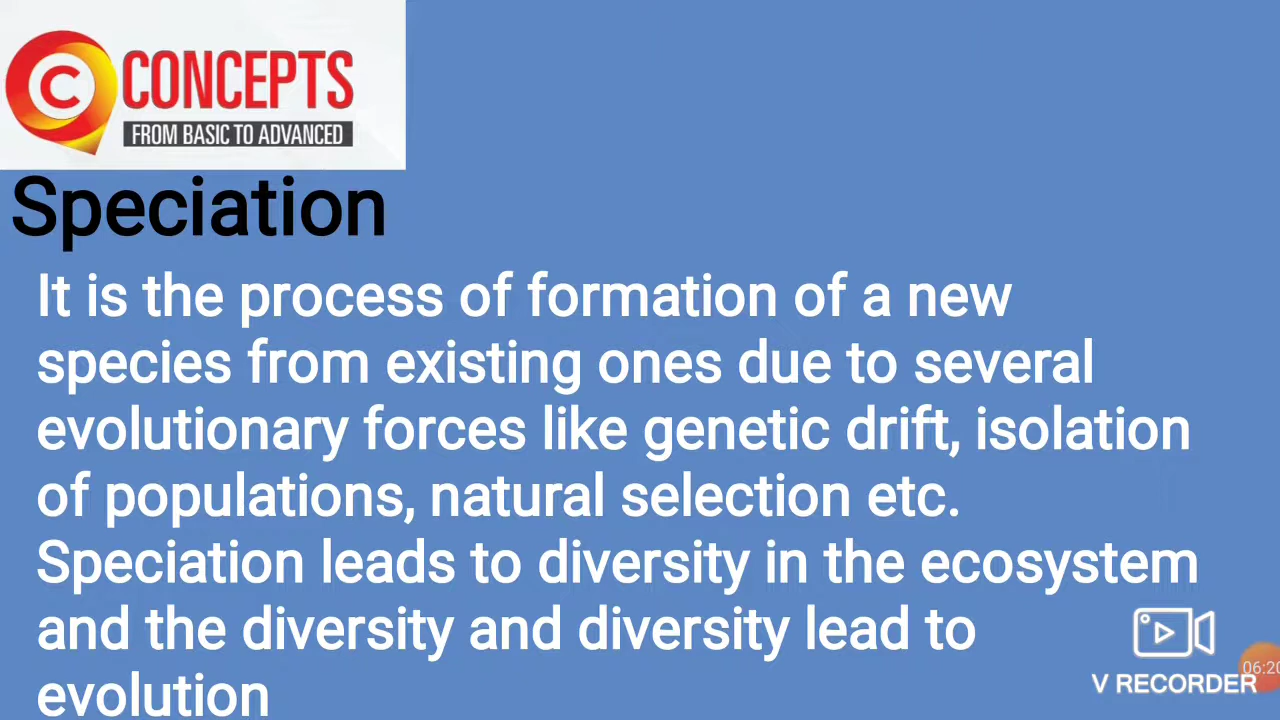 C
CONCEPTS
FROM BASIC TO ADVANCED
Speciation
It is the process of formation of a new
species from existing ones due to several
evolutionary forces like genetic drift, isolation
of populations, natural selection etc.
Speciation leads to diversity in the ecosystem
and the diversity and diversity lead to
evolution
V RECORDER
06:20